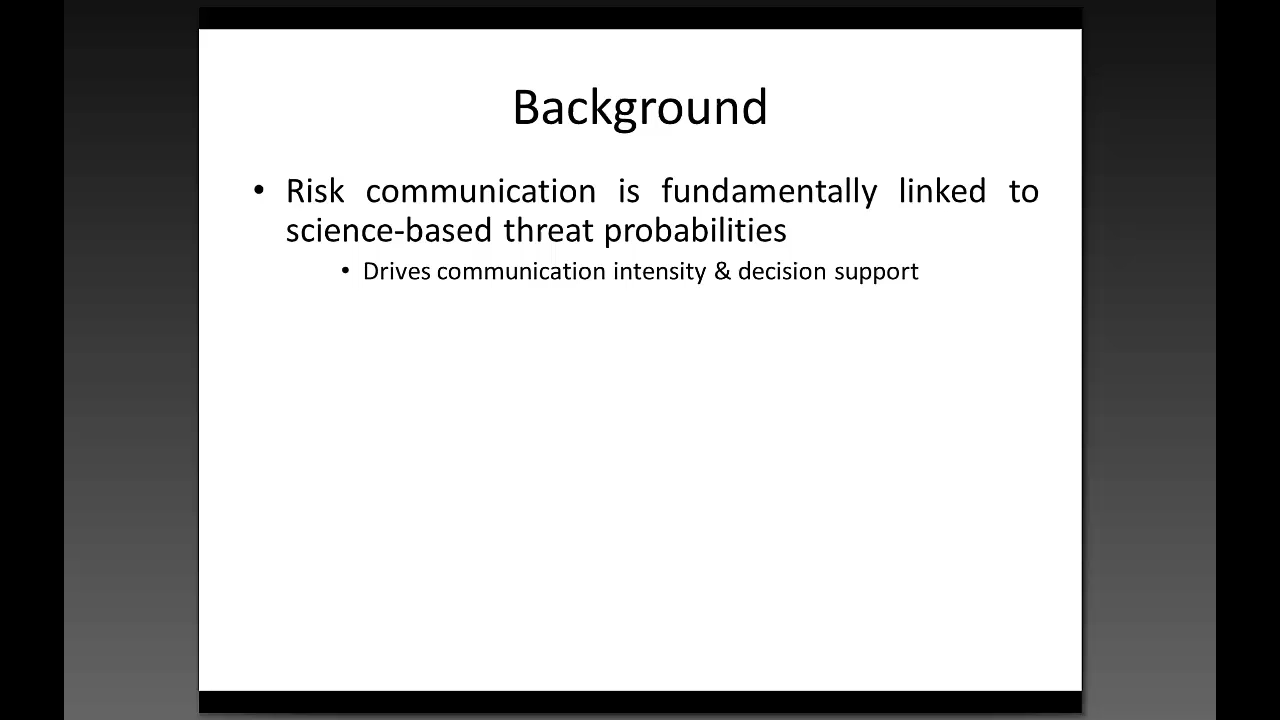 Background
• Risk communication is fundamentally linked to
science-based threat probabilities
• Drives communication intensity & decision support